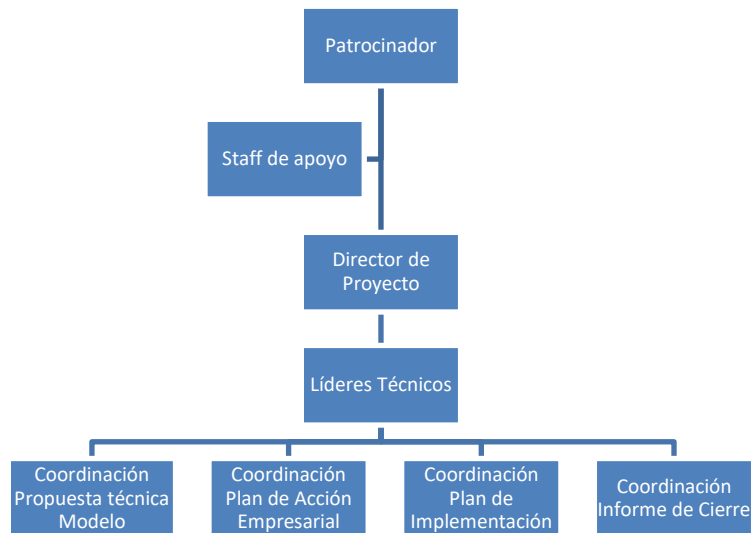 Patrocinador
Staff de apoyo
Director de
Proyecto
Líderes Técnicos
Coordinación
Propuesta técnica
Modelo
Coordinación
Plan de Acción
Empresarial
Coordinación
Plan de
Implementación
Coordinación
Informe de Cierre